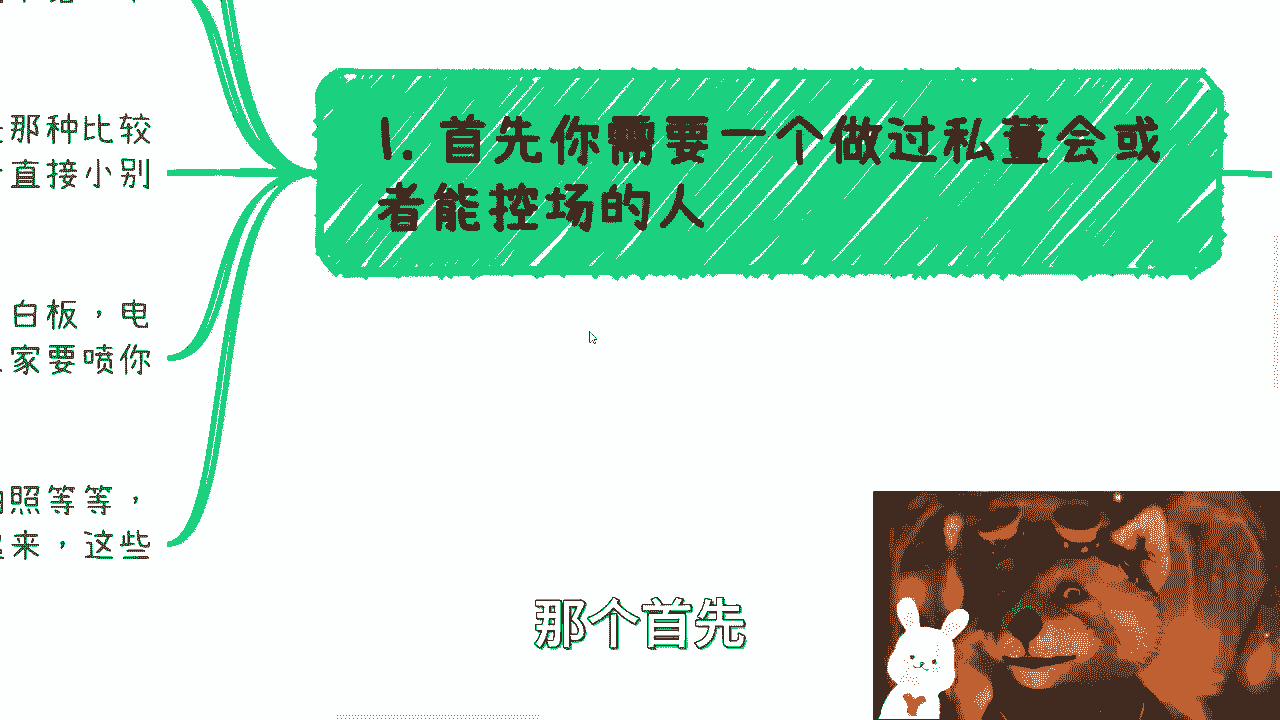 那种比较
直接小别
白板，电
家要喷你
照等等，
来，这些
1. 首先你需要一个做过私董会或
者能控场的人
那个首先